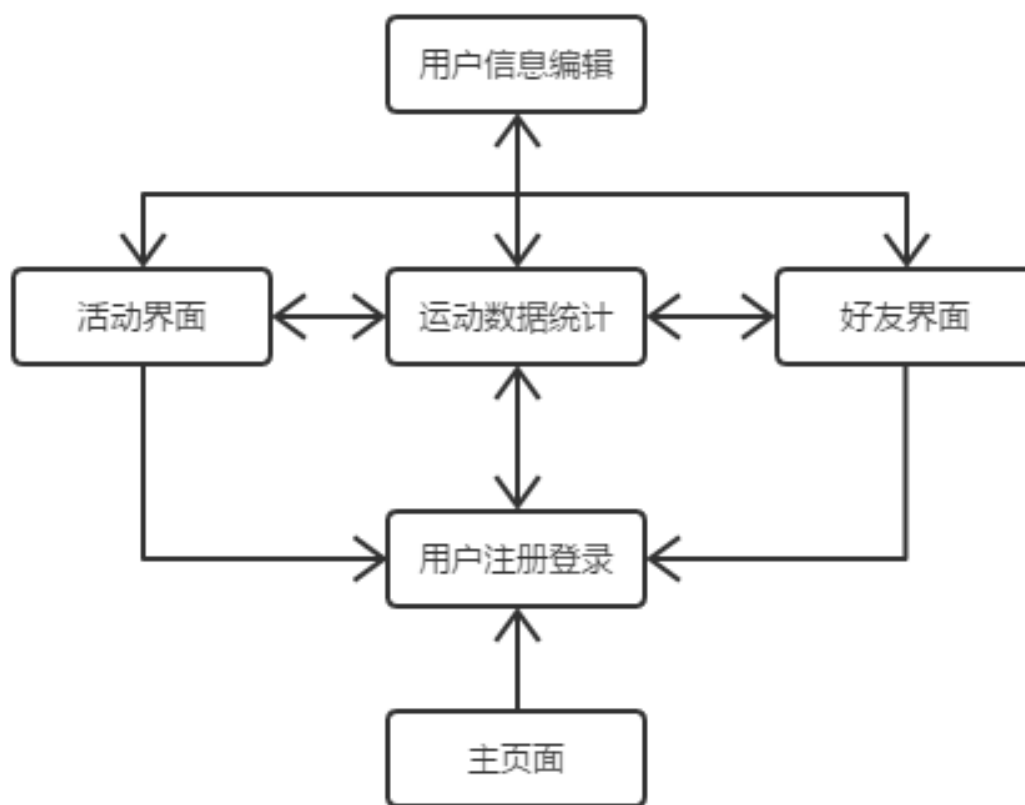 用户信息编辑
活动界面
运动数据统计
好友界面
用户注册登录
主页面